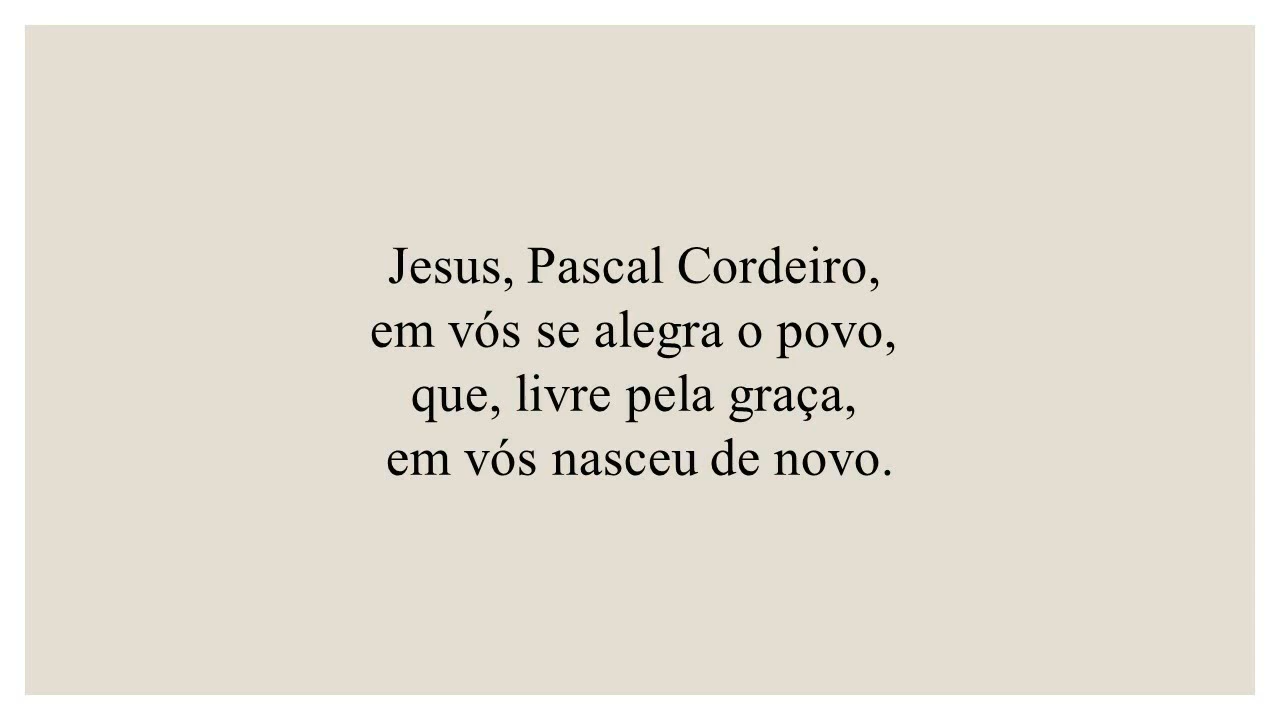 Jesus, Pascal Cordeiro,
em vós se alegra o povo,
que, livre pela graça,
em vós nasceu de novo.